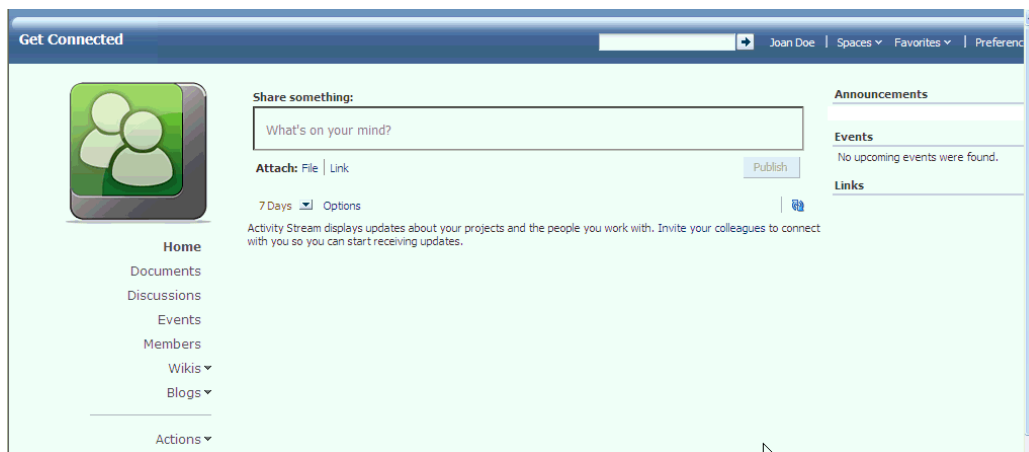 Get Connected
Joan Doe | Spaces Favorites | Preferenc
Share something:
What's on your mind?
Attach: File | Link
Publish
7 Days Options
Activity Stream displays updates about your projects and the people you work with. Invite your colleagues to connect
with you so you can start receiving updates.
Home
Documents
Discussions
Events
Members
Wikis
Blogs
Actions
Announcements
Events
No upcoming events were found.
Links